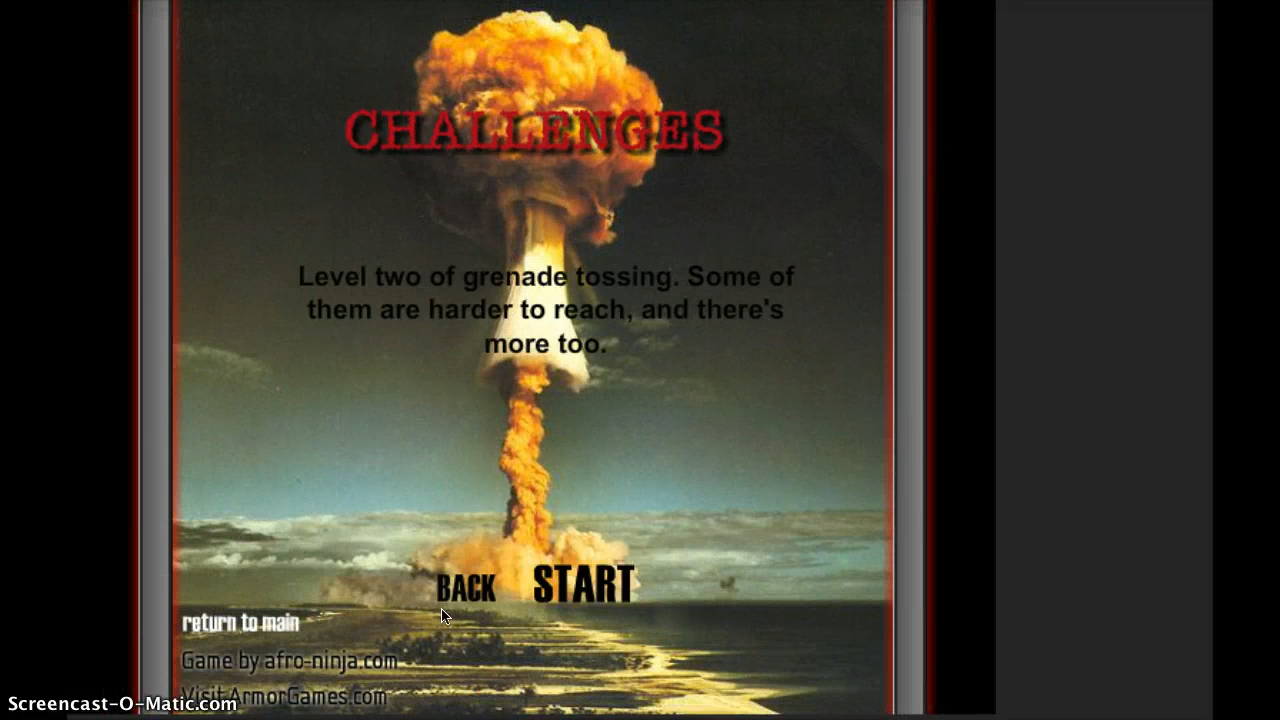 CHALLENGES
Level two of grenade tossing. Some of
them are harder to reach, and there's
more too.
BACK START
return to main
Game by afro-ninja.com
Visit ArmorGames.com
Screencast-O-Matic.com